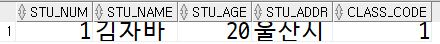 STU_NUM STU_NAME STU_AGE STU_ADDR CLASS_CODE
1 1 김자바 20 울산시 1